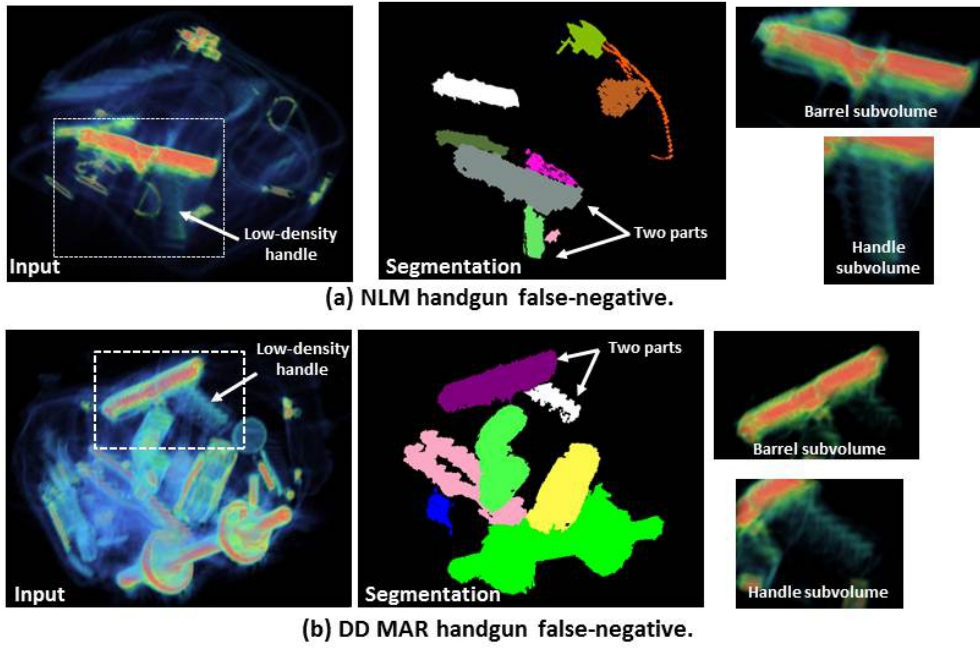 Barrel subvolume
Low-density
handle
Two parts
Handle
subvolume
Input
Segmentation
(a) NLM handgun false-negative.
Low-density
handle
Two parts
Barrel subvolume
Handle subvolume
Input
Segmentation
(b) DD MAR handgun false-negative.